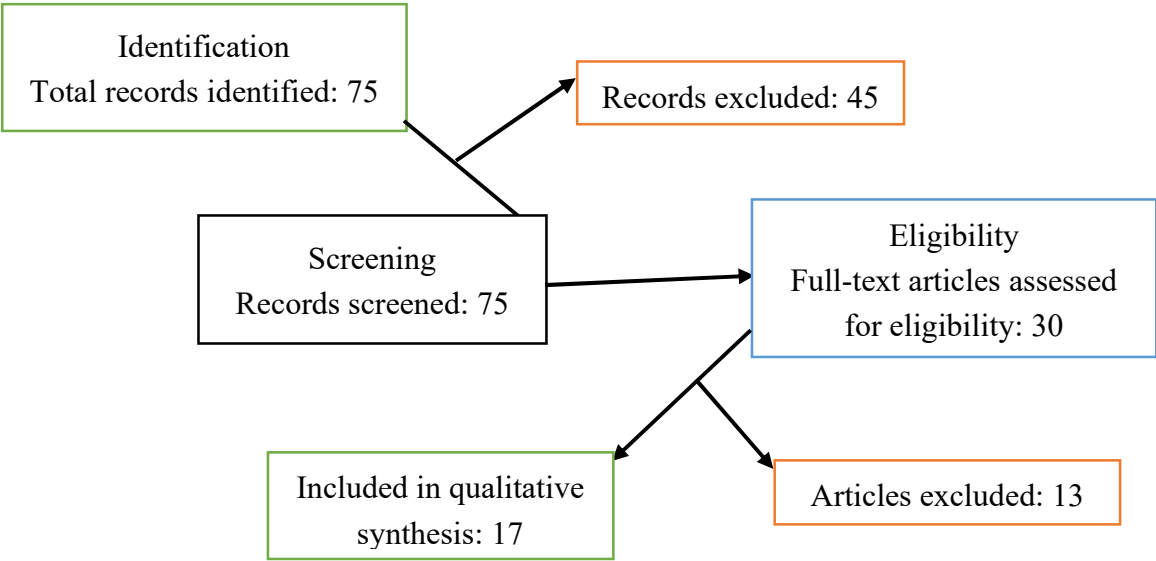 Identification
Total records identified: 75
Records excluded: 45
Screening
Records screened: 75
Eligibility
Full-text articles assessed
for eligibility: 30
Included in qualitative
synthesis: 17
Articles excluded: 13